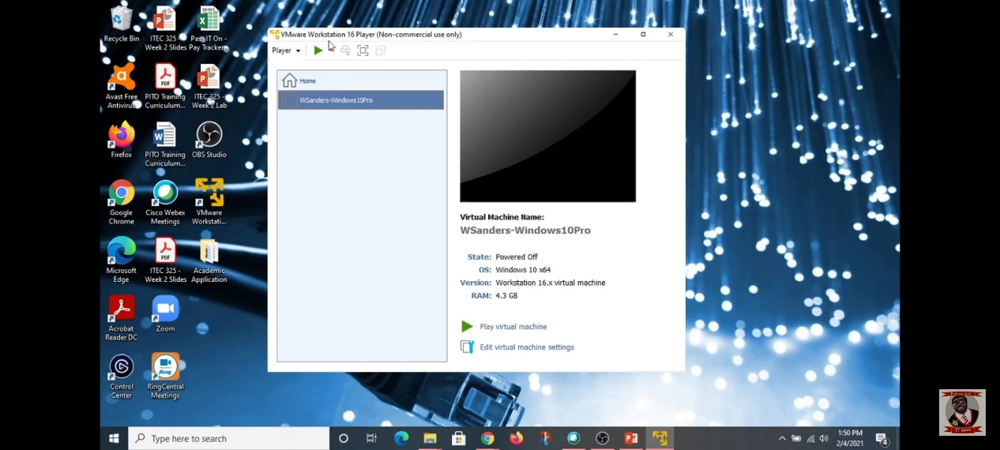 Recycle Bin
ITEC 325 -
Week 2 Slides
Pass IT On -
Pay Tracker...
Avast Free
Antivirus
PITO Training
Curriculum...
ITEC 325 -
Week 2 Lab
Firefox
PITO Training
Curriculum...
OBS Studio
Google
Chrome
Cisco Webex
Meetings
VMware
Workstati...
Microsoft
Edge
ITEC 325 -
Week 2 Slides
Academic
Application
Acrobat
Reader DC
Zoom
Control
Center
RingCentral
Meetings
VMware Workstation 16 Player (Non-commercial use only)
Player
Home
WSanders-Windows10Pro
Virtual Machine Name:
WSanders-Windows10Pro
State: Powered Off
OS: Windows 10 x64
Version: Workstation 16.x virtual machine
RAM: 4.3 GB
Play virtual machine
Edit virtual machine settings
Type here to search
1:50 PM
2/4/2021
4